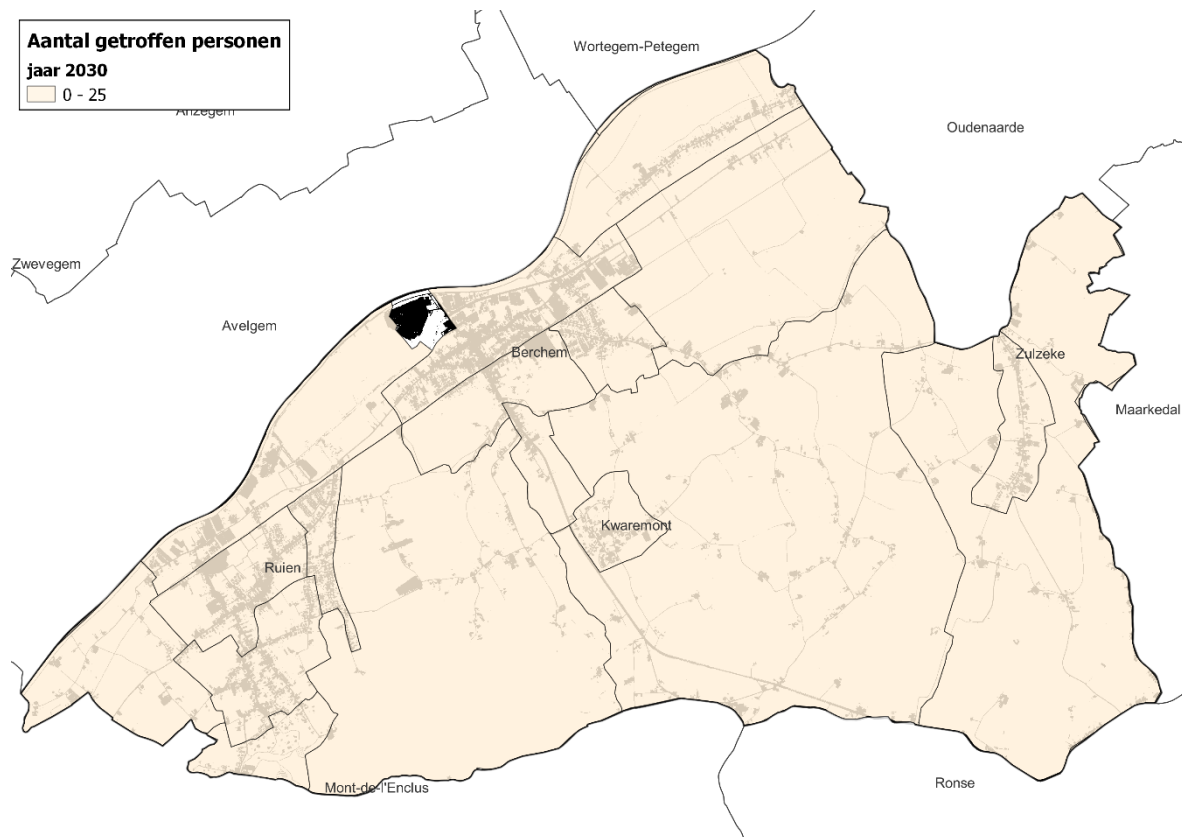 Aantal getroffen personen
jaar 2030
0 - 25
Wortegem-Petegem
Anzegem
Oudenaarde
Zwevegem
Avelgem
Berchem
Zulzeke
Maarkedal
Kwaremont
Ruien
Mont-de-l'Enclus
Ronse